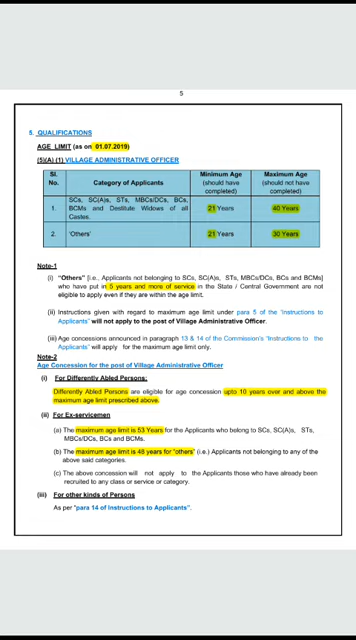 5
5. QUALIFICATIONS
AGE LIMIT (as on 01.07.2019)
(5)(A) (1) VILLAGE ADMINISTRATIVE OFFICER
Sl. No. Category of Applicants Minimum Age (should have completed) Maximum Age (should not have completed)
1. SCs, SC(A)s, STs, MBCs/DCs, BCs, BCMs and Destitute Widows of all Castes. 21 Years 40 Years
2. 'Others' 21 Years 30 Years
Note-1
(i) "Others" [i.e., Applicants not belonging to SCs, SC(A)s, STs, MBCs/DCs, BCs and BCMs]
who have put in 5 years and more of service in the State / Central Government are not
eligible to apply even if they are within the age limit.
(ii) Instructions given with regard to maximum age limit under para 5 of the "Instructions to
Applicants" will not apply to the post of Village Administrative Officer.
(iii) Age concessions announced in paragraph 13 & 14 of the Commission's "Instructions to the
Applicants" will apply for the maximum age limit only.
Note-2
Age Concession for the post of Village Administrative Officer
(i) For Differently Abled Persons:
Differently Abled Persons are eligible for age concession upto 10 years over and above the
maximum age limit prescribed above.
(ii) For Ex-servicemen
(a) The maximum age limit is 53 Years for the Applicants who belong to SCs, SC(A)s, STs,
MBCs/DCs, BCs and BCMs.
(b) The maximum age limit is 48 years for "others" (i.e.) Applicants not belonging to any of the
above said categories.
(c) The above concession will not apply to the Applicants those who have already been
recruited to any class or service or category.
(iii) For other kinds of Persons
As per "para 14 of Instructions to Applicants".